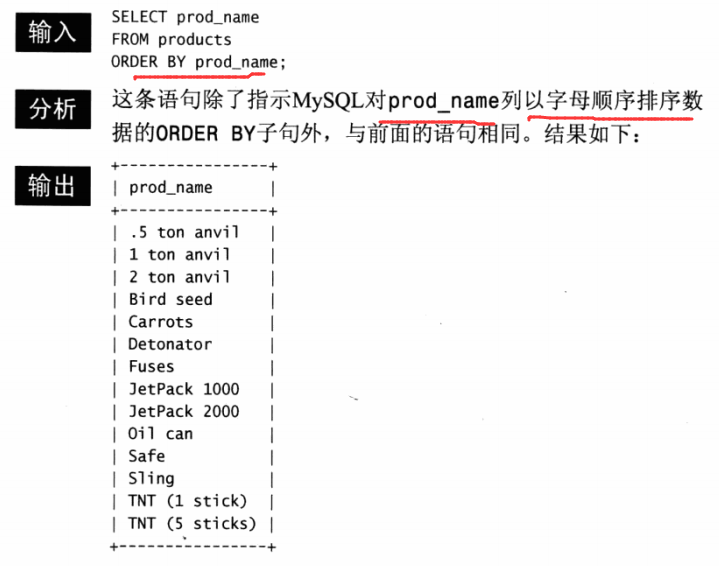 输入
SELECT prod_name
FROM products
ORDER BY prod_name;
分析
这条语句除了指示MySQL对prod_name列以字母顺序排序数
据的ORDER BY子句外，与前面的语句相同。结果如下：
输出
+----------------+
| prod_name      |
+----------------+
| .5 ton anvil   |
| 1 ton anvil    |
| 2 ton anvil    |
| Bird seed      |
| Carrots        |
| Detonator      |
| Fuses          |
| JetPack 1000   |
| JetPack 2000   |
| Oil can        |
| Safe           |
| Sling          |
| TNT (1 stick)  |
| TNT (5 sticks) |
+----------------+